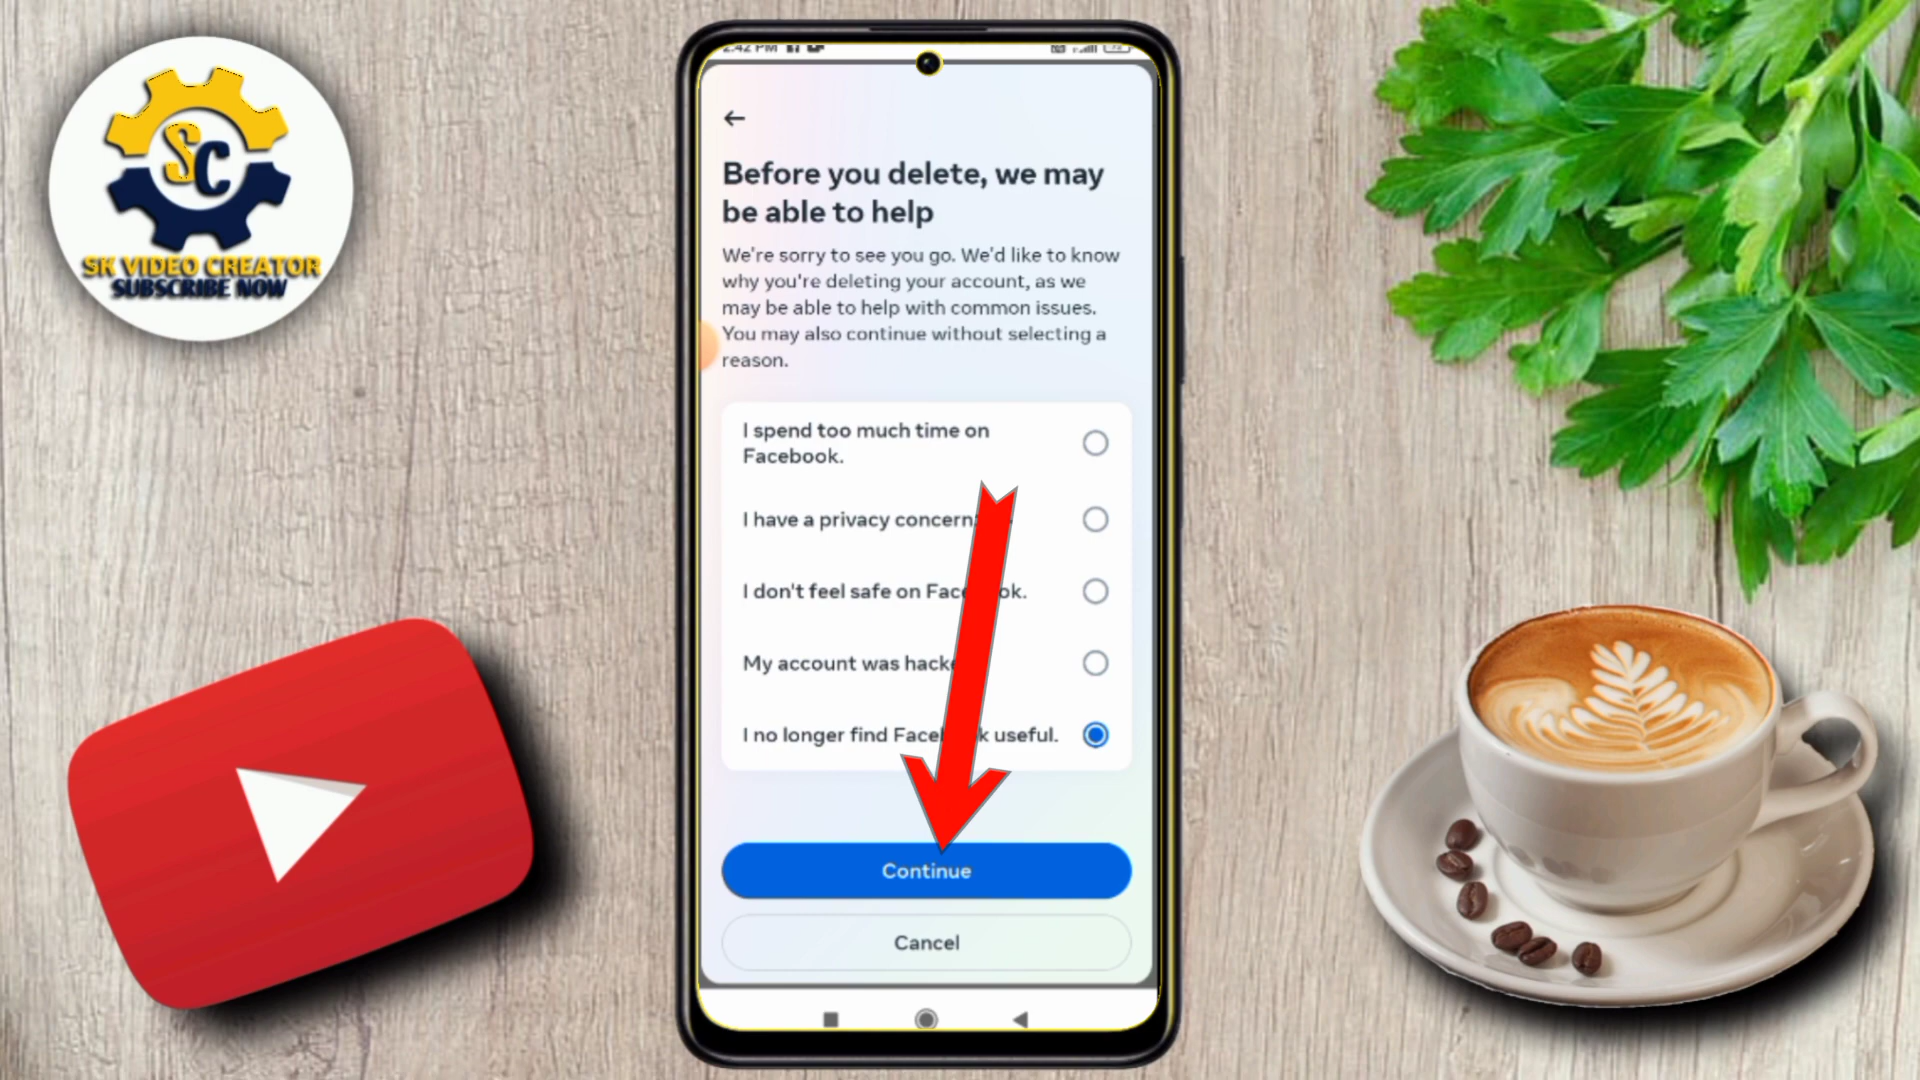 SC
SK VIDEO CREATOR
SUBSCRIBE NOW
2:42 PM
Before you delete, we may
be able to help
We're sorry to see you go. We'd like to know
why you're deleting your account, as we
may be able to help with common issues.
You may also continue without selecting a
reason.
I spend too much time on
Facebook.
I have a privacy concern
I don't feel safe on Facebook.
My account was hacked
I no longer find Facebook useful.
Continue
Cancel